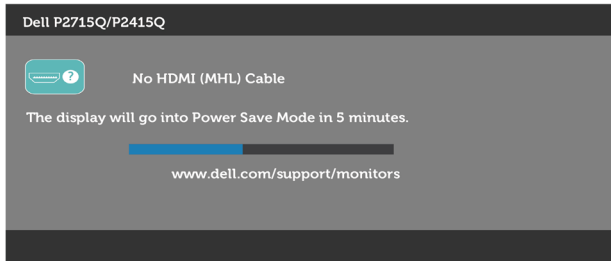 Dell P2715Q/P2415Q
?
No HDMI (MHL) Cable
The display will go into Power Save Mode in 5 minutes.
www.dell.com/support/monitors